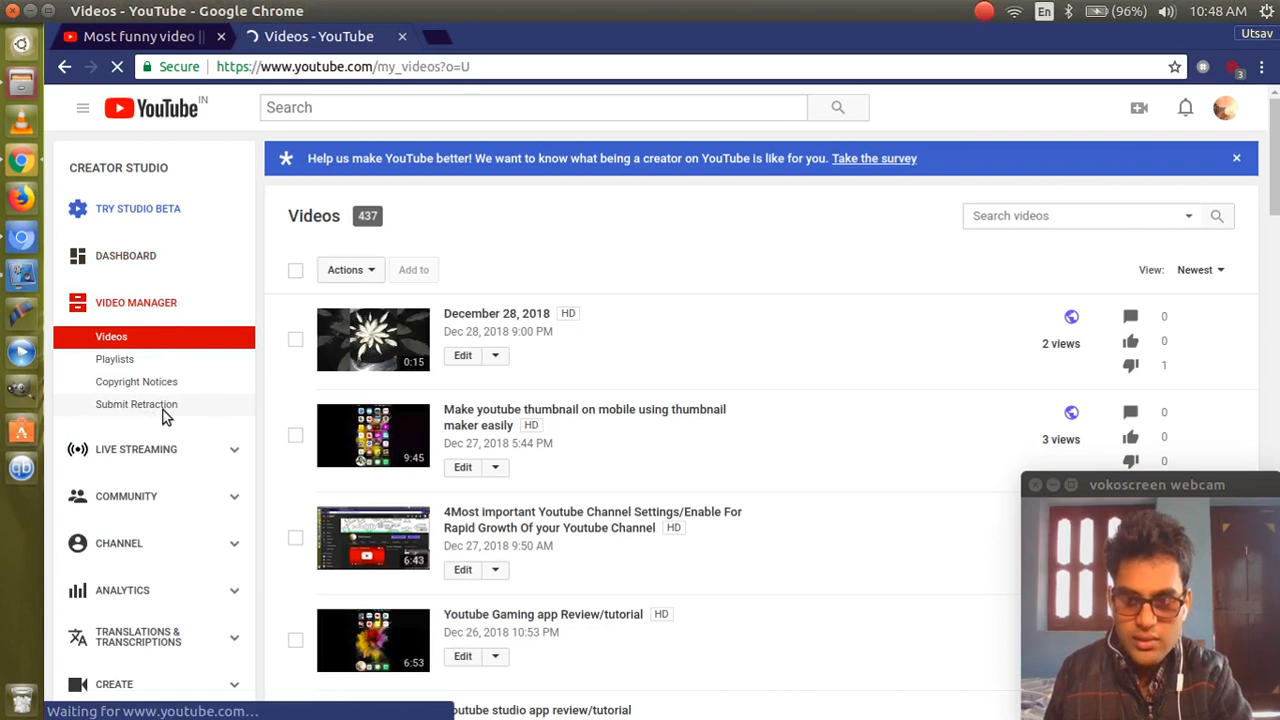 Videos - YouTube - Google Chrome
En
(96%)
10:48 AM
Most funny video ||
Videos - YouTube
Utsav
Secure
https://www.youtube.com/my_videos?o=U
3
YouTube IN
Search
CREATOR STUDIO
TRY STUDIO BETA
DASHBOARD
VIDEO MANAGER
Videos
Playlists
Copyright Notices
Submit Retraction
LIVE STREAMING
COMMUNITY
CHANNEL
ANALYTICS
TRANSLATIONS &
TRANSCRIPTIONS
CREATE
Help us make YouTube better! We want to know what being a creator on YouTube is like for you. Take the survey
Videos 437
Search videos
Actions
Add to
View:
Newest
December 28, 2018 HD
Dec 28, 2018 9:00 PM
Edit
0:15
2 views
0
0
1
Make youtube thumbnail on mobile using thumbnail
maker easily HD
Dec 27, 2018 5:44 PM
Edit
9:45
3 views
0
0
0
4Most important Youtube Channel Settings/Enable For
Rapid Growth Of your Youtube Channel HD
Dec 27, 2018 9:50 AM
Edit
6:43
Youtube Gaming app Review/tutorial HD
Dec 26, 2018 10:53 PM
Edit
6:53
outube studio app review/tutorial
vokoscreen webcam
Waiting for www.youtube.com...
qb